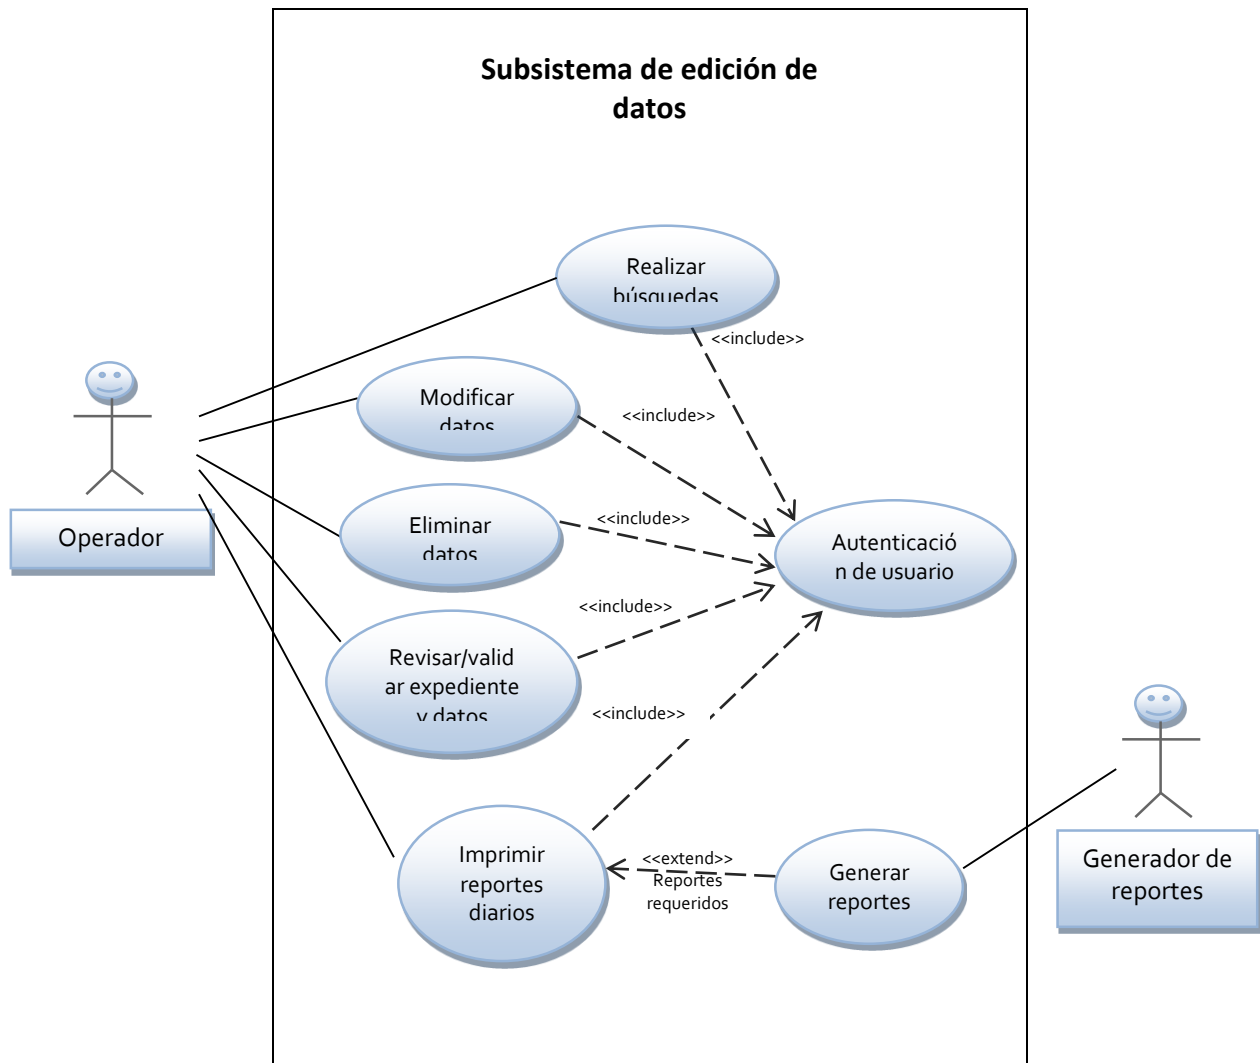 Subsistema de edición de
datos
Realizar
búsquedas
<<include>>
Modificar
datos
<<include>>
Eliminar
datos
<<include>>
Operador
Autenticació
n de usuario
<<include>>
Revisar/valid
ar expediente
y datos
<<include>>
Imprimir
reportes
diarios
<<extend>>
Reportes
requeridos
Generar
reportes
Generador de
reportes